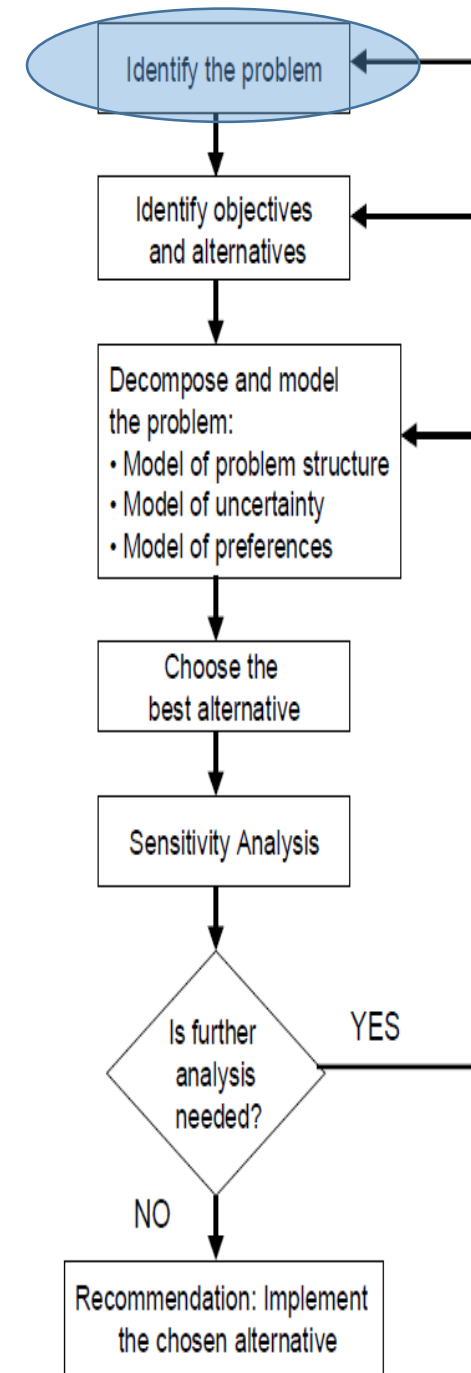 Identify the problem
Identify objectives
and alternatives
Decompose and model
the problem:
• Model of problem structure
• Model of uncertainty
• Model of preferences
Choose the
best alternative
Sensitivity Analysis
Is further
analysis
needed?
YES
NO
Recommendation: Implement
the chosen alternative